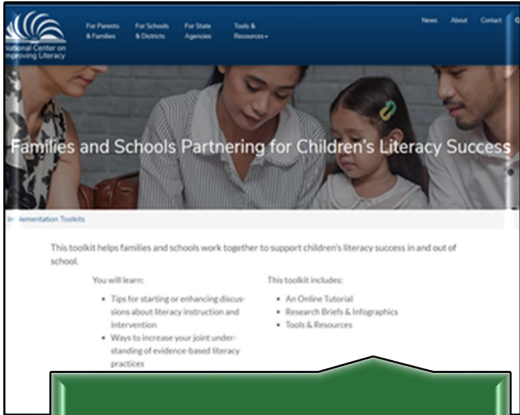 National Center on
Improving Literacy
For Parents
& Families
For Schools
& Districts
For State
Agencies
Tools &
Resources
News
About
Contact
Families and Schools Partnering for Children's Literacy Success
Implementation Toolkits
This toolkit helps families and schools work together to support children's literacy success in and out of
school.
You will learn:
• Tips for starting or enhancing discus-
sions about literacy instruction and
intervention
• Ways to increase your joint under-
standing of evidence-based literacy
practices
This toolkit includes:
• An Online Tutorial
• Research Briefs & Infographics
• Tools & Resources